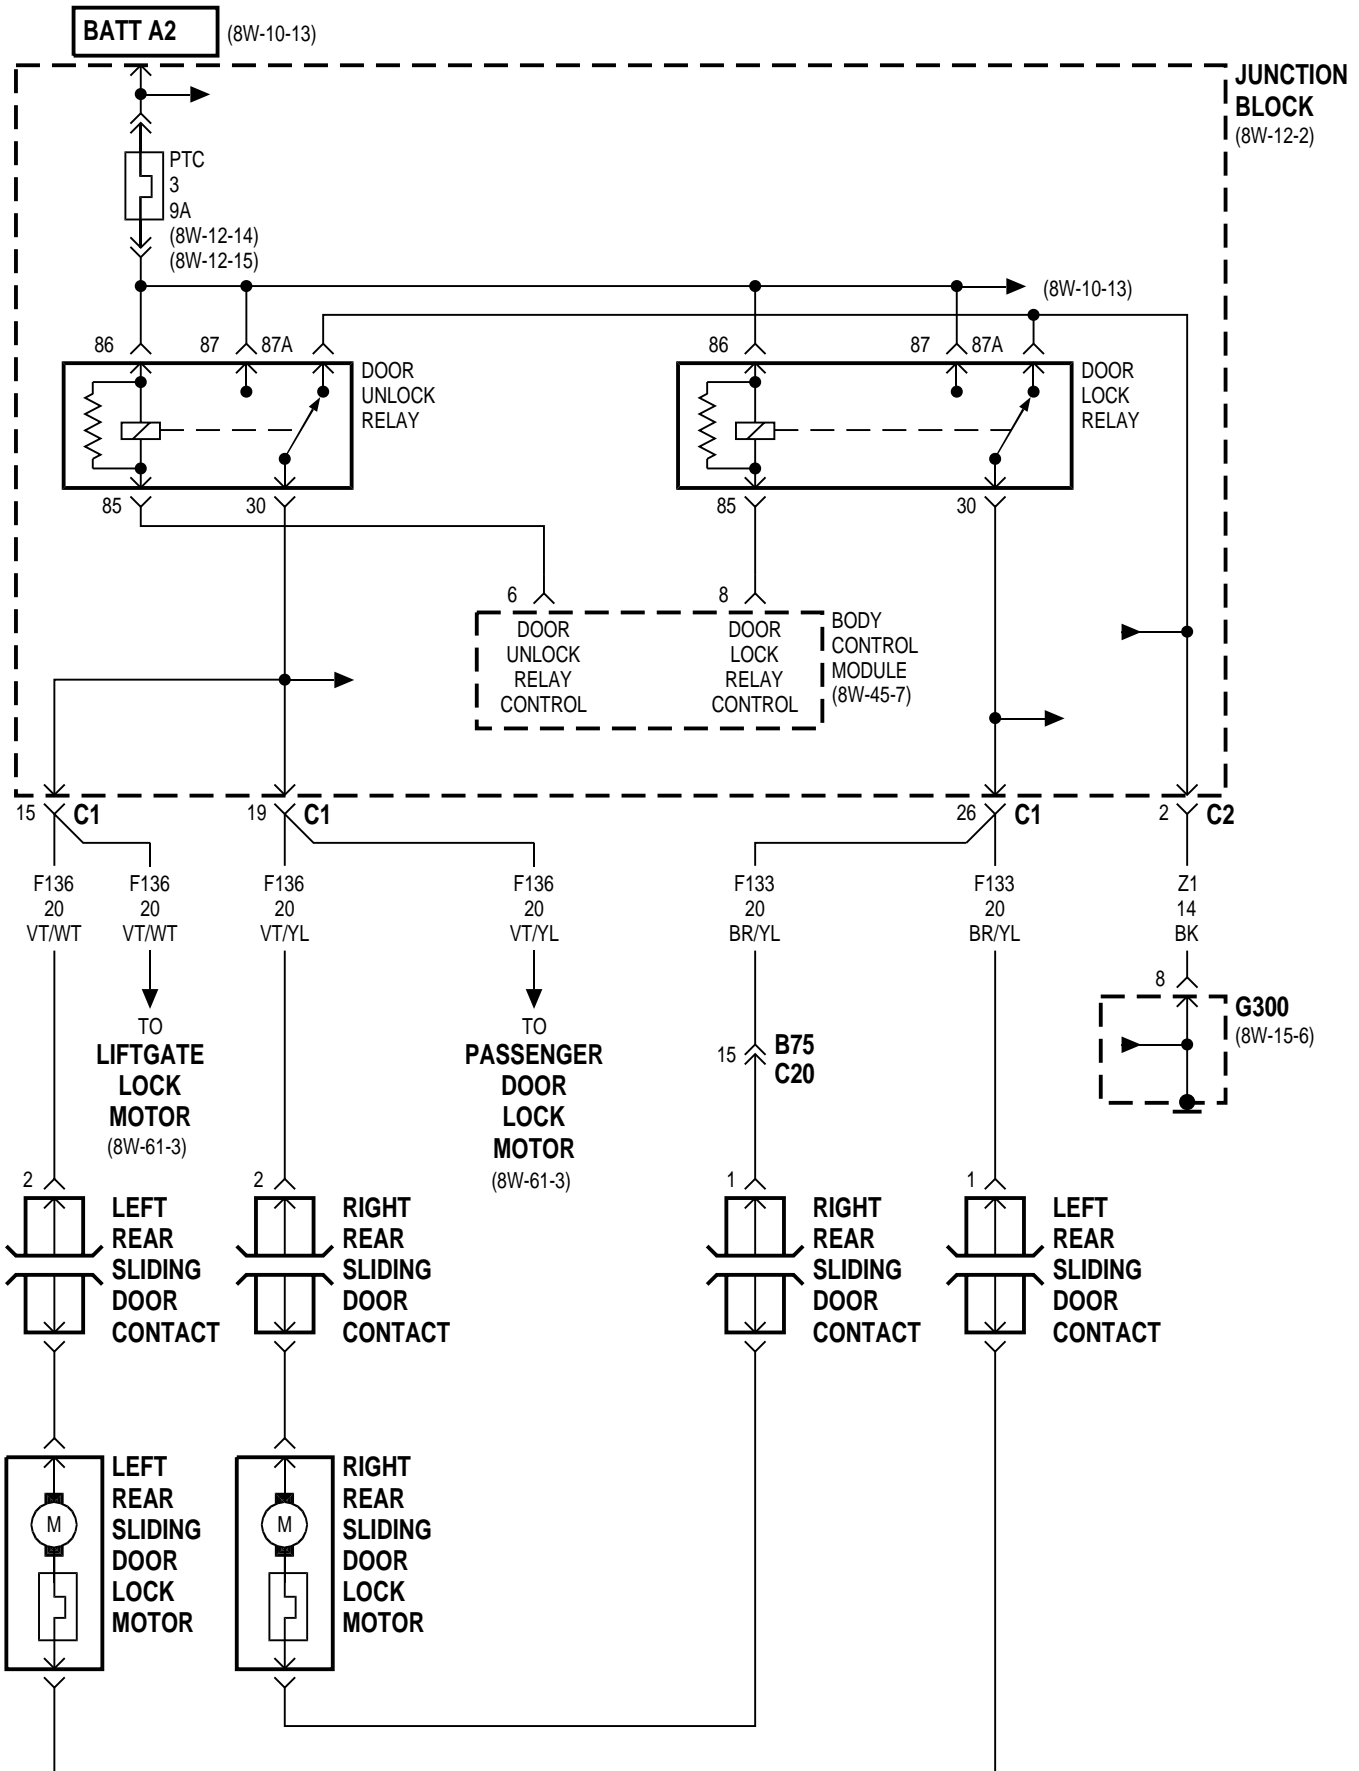 BATT A2 (8W-10-13)
JUNCTION
BLOCK
(8W-12-2)
PTC
3
9A
(8W-12-14)
(8W-12-15)
(8W-10-13)
86 87 87A
DOOR
UNLOCK
RELAY
85 30
86 87 87A
DOOR
LOCK
RELAY
85 30
6
DOOR
UNLOCK
RELAY
CONTROL
8
DOOR
LOCK
RELAY
CONTROL
BODY
CONTROL
MODULE
(8W-45-7)
15 C1
19 C1
26 C1
2 C2
F136
20
VT/WT
F136
20
VT/WT
F136
20
VT/YL
F136
20
VT/YL
F133
20
BR/YL
F133
20
BR/YL
Z1
14
BK
TO
LIFTGATE
LOCK
MOTOR
(8W-61-3)
TO
PASSENGER
DOOR
LOCK
MOTOR
(8W-61-3)
15 B75
C20
8
G300
(8W-15-6)
2
LEFT
REAR
SLIDING
DOOR
CONTACT
2
RIGHT
REAR
SLIDING
DOOR
CONTACT
1
RIGHT
REAR
SLIDING
DOOR
CONTACT
1
LEFT
REAR
SLIDING
DOOR
CONTACT
M
LEFT
REAR
SLIDING
DOOR
LOCK
MOTOR
M
RIGHT
REAR
SLIDING
DOOR
LOCK
MOTOR